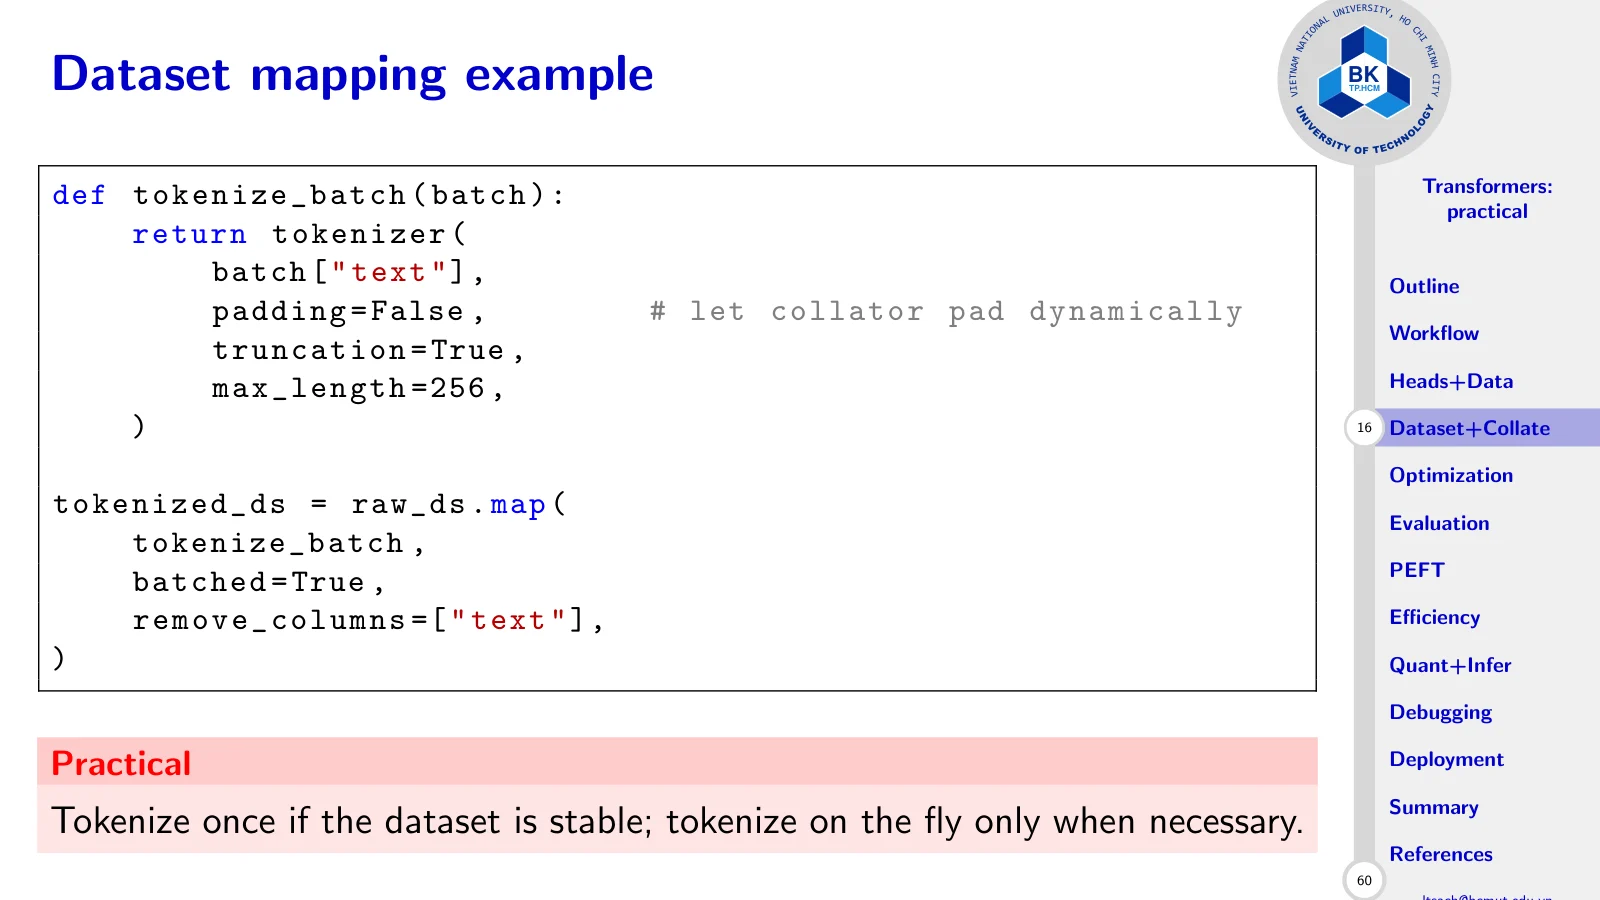 Dataset mapping example
def tokenize_batch(batch):
    return tokenizer(
        batch["text"],
        padding=False,        # let collator pad dynamically
        truncation=True,
        max_length=256,
    )
tokenized_ds = raw_ds.map(
    tokenize_batch,
    batched=True,
    remove_columns=["text"],
)
Practical
Tokenize once if the dataset is stable; tokenize on the fly only when necessary.
VIETNAM NATIONAL UNIVERSITY, HO CHI MINH CITY
BK
TP.HCM
UNIVERSITY OF TECHNOLOGY
Transformers:
practical
Outline
Workflow
Heads+Data
16
Dataset+Collate
Optimization
Evaluation
PEFT
Efficiency
Quant+Infer
Debugging
Deployment
Summary
References
60